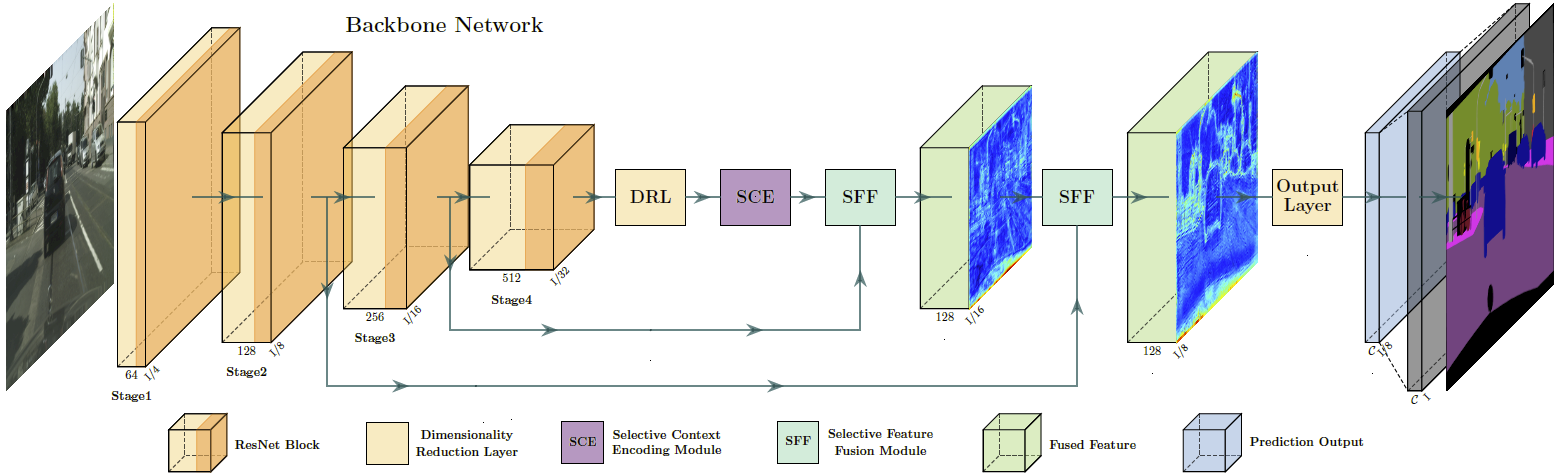 Backbone Network
64
1/4
Stage1
128
1/8
Stage2
256
1/16
Stage3
512
1/32
Stage4
DRL
SCE
SFF
128
1/16
SFF
128
1/8
Output
Layer
C
1/8
C
1
ResNet Block
Dimensionality
Reduction Layer
SCE
Selective Context
Encoding Module
SFF
Selective Feature
Fusion Module
Fused Feature
Prediction Output